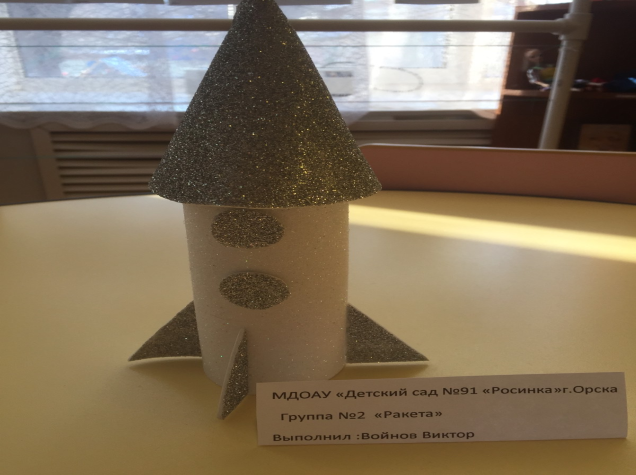 МДОАУ «Детский сад №91 «Росинка»г.Орска
Группа №2 «Ракета»
Выполнил :Войнов Виктор